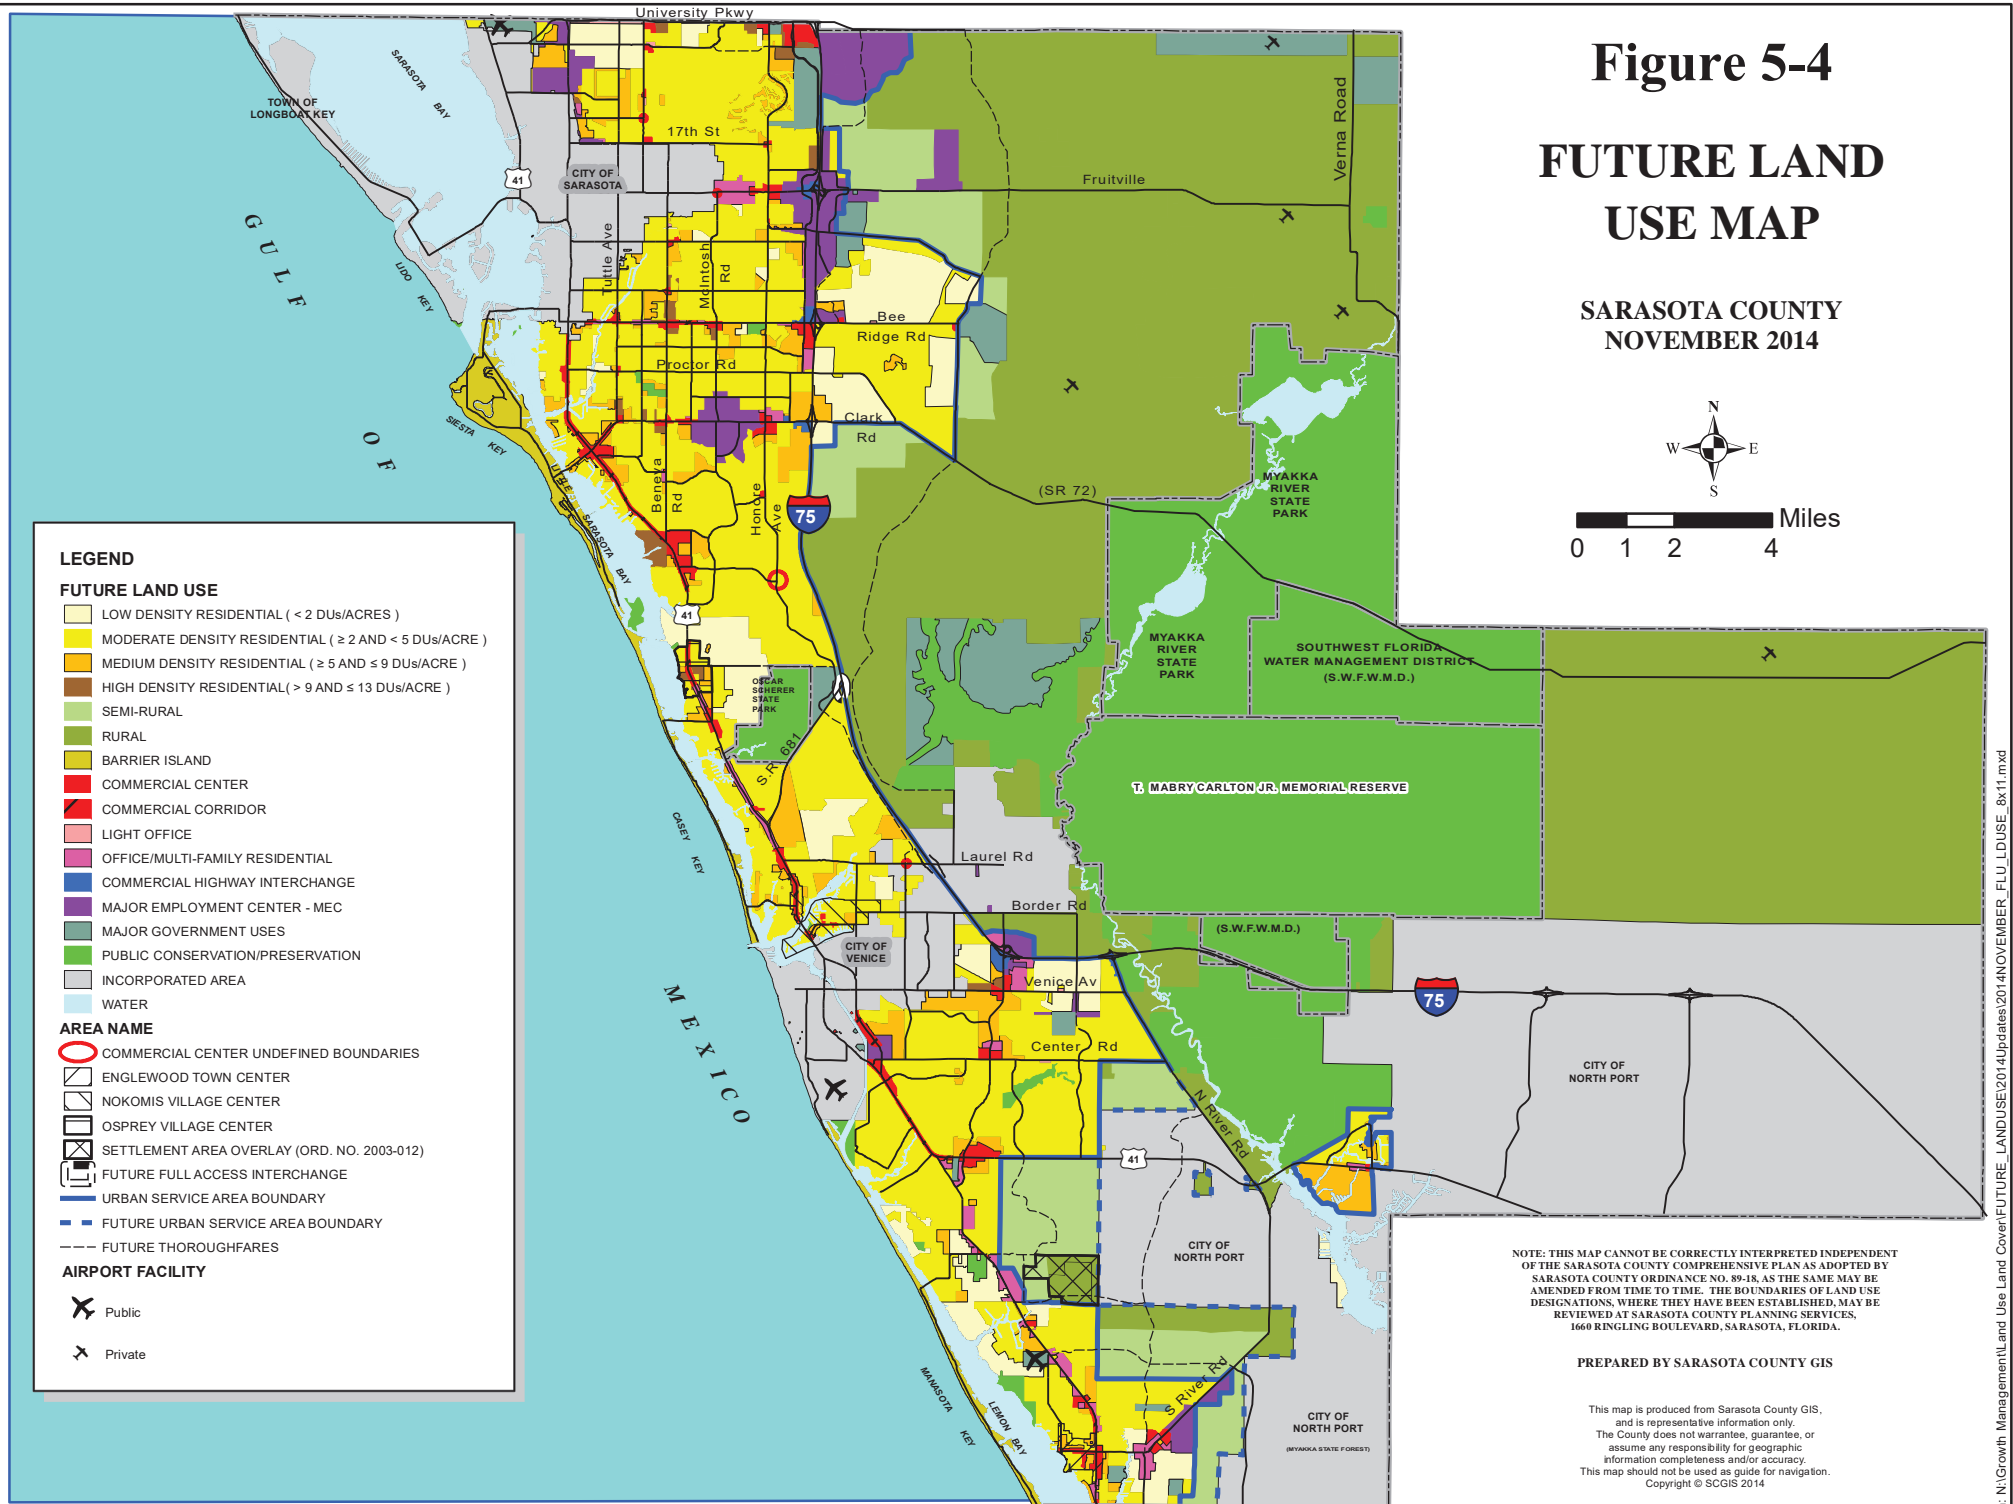 Figure 5-4
FUTURE LAND
USE MAP
SARASOTA COUNTY
NOVEMBER 2014
N
W
E
S
Miles
0 1 2 4
University Pkwy
SARASOTA
BAY
TOWN OF
LONGBOAT KEY
17th St
CITY OF
SARASOTA
41
Verna Road
Fruitville
GULF
OF
MEXICO
LIDO
KEY
Tuttle Ave
McIntosh
Rd
Bee
Ridge Rd
Proctor Rd
Clark
Rd
SIESTA
KEY
LITTLE
SARASOTA
BAY
Beneva
Rd
Honore
Ave
75
(SR 72)
MYAKKA
RIVER
STATE
PARK
41
MYAKKA
RIVER
STATE
PARK
SOUTHWEST FLORIDA
WATER MANAGEMENT DISTRICT
(S.W.F.W.M.D.)
OSCAR
SCHERER
STATE
PARK
S.R. 681
T. MABRY CARLTON JR. MEMORIAL RESERVE
CASEY
KEY
Laurel Rd
Border Rd
(S.W.F.W.M.D.)
CITY OF
VENICE
Venice Av
75
Center Rd
CITY OF
NORTH PORT
N River Rd
41
CITY OF
NORTH PORT
S River Rd
MANASOTA
KEY
LEMON
BAY
CITY OF
NORTH PORT
(MYAKKA STATE FOREST)
LEGEND
FUTURE LAND USE
LOW DENSITY RESIDENTIAL ( < 2 DUs/ACRES )
MODERATE DENSITY RESIDENTIAL ( ≥ 2 AND < 5 DUs/ACRE )
MEDIUM DENSITY RESIDENTIAL ( ≥ 5 AND ≤ 9 DUs/ACRE )
HIGH DENSITY RESIDENTIAL( > 9 AND ≤ 13 DUs/ACRE )
SEMI-RURAL
RURAL
BARRIER ISLAND
COMMERCIAL CENTER
COMMERCIAL CORRIDOR
LIGHT OFFICE
OFFICE/MULTI-FAMILY RESIDENTIAL
COMMERCIAL HIGHWAY INTERCHANGE
MAJOR EMPLOYMENT CENTER - MEC
MAJOR GOVERNMENT USES
PUBLIC CONSERVATION/PRESERVATION
INCORPORATED AREA
WATER
AREA NAME
COMMERCIAL CENTER UNDEFINED BOUNDARIES
ENGLEWOOD TOWN CENTER
NOKOMIS VILLAGE CENTER
OSPREY VILLAGE CENTER
SETTLEMENT AREA OVERLAY (ORD. NO. 2003-012)
FUTURE FULL ACCESS INTERCHANGE
URBAN SERVICE AREA BOUNDARY
FUTURE URBAN SERVICE AREA BOUNDARY
FUTURE THOROUGHFARES
AIRPORT FACILITY
Public
Private
NOTE: THIS MAP CANNOT BE CORRECTLY INTERPRETED INDEPENDENT
OF THE SARASOTA COUNTY COMPREHENSIVE PLAN AS ADOPTED BY
SARASOTA COUNTY ORDINANCE NO. 89-18, AS THE SAME MAY BE
AMENDED FROM TIME TO TIME. THE BOUNDARIES OF LAND USE
DESIGNATIONS, WHERE THEY HAVE BEEN ESTABLISHED, MAY BE
REVIEWED AT SARASOTA COUNTY PLANNING SERVICES,
1660 RINGLING BOULEVARD, SARASOTA, FLORIDA.
PREPARED BY SARASOTA COUNTY GIS
This map is produced from Sarasota County GIS,
and is representative information only.
The County does not warrantee, guarantee, or
assume any responsibility for geographic
information completeness and/or accuracy.
This map should not be used as guide for navigation.
Copyright © SCGIS 2014
N:\Growth Management\Land Use Land Cover\FUTURE_LANDUSE\2014Updates\2014NOVEMBER_FLU_LDUSE_8x11.mxd